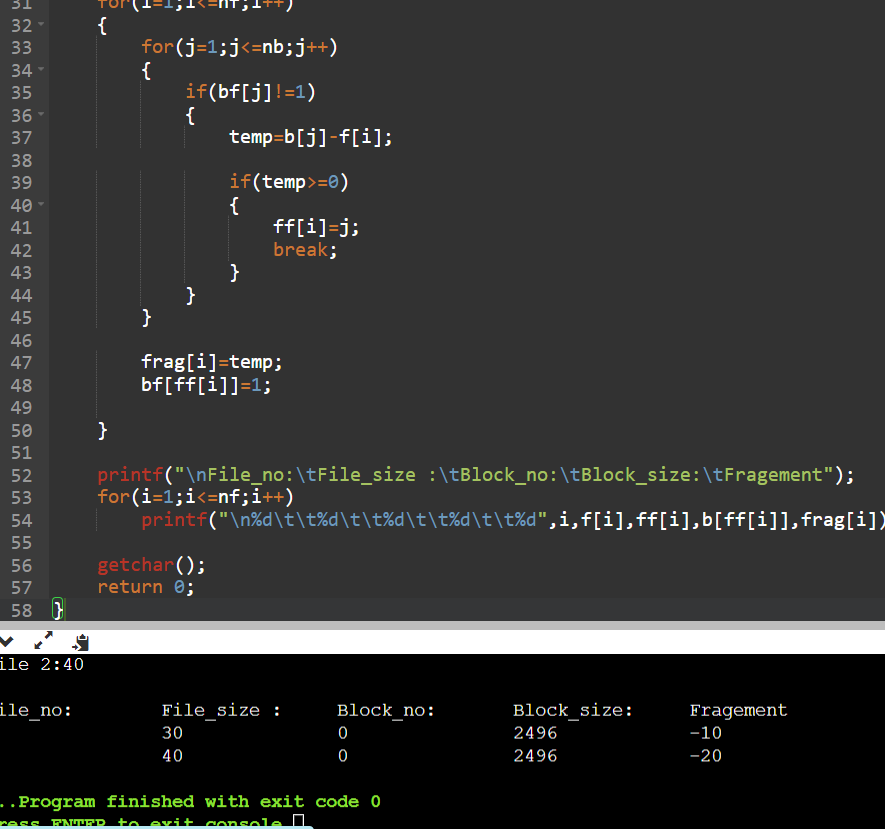 31 for(i=1;i<=nf;i++)
32 {
33 for(j=1;j<=nb;j++)
34 {
35 if(bf[j]!=1)
36 {
37 temp=b[j]-f[i];
38
39 if(temp>=0)
40 {
41 ff[i]=j;
42 break;
43 }
44 }
45 }
46
47 frag[i]=temp;
48 bf[ff[i]]=1;
49
50 }
51
52 printf("\nFile_no:\tFile_size :\tBlock_no:\tBlock_size:\tFragement");
53 for(i=1;i<=nf;i++)
54 printf("\n%d\t\t%d\t\t%d\t\t%d\t\t%d",i,f[i],ff[i],b[ff[i]],frag[i])
55
56 getchar();
57 return 0;
58 }
ile 2:40
ile_no: File_size : Block_no: Block_size: Fragement
30 0 2496 -10
40 0 2496 -20
..Program finished with exit code 0
ress ENTER to exit console.